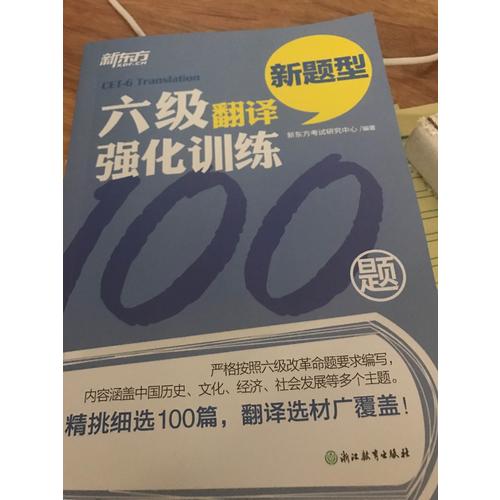 新东方
XDF.CN
新题型
CET-6 Translation
六级翻译
新东方考试研究中心/编著
强化训练
100
题
严格按照六级改革命题要求编写,
内容涵盖中国历史、文化、经济、社会发展等多个主题。
精挑细选100篇,翻译选材广覆盖!
浙江教育出版社